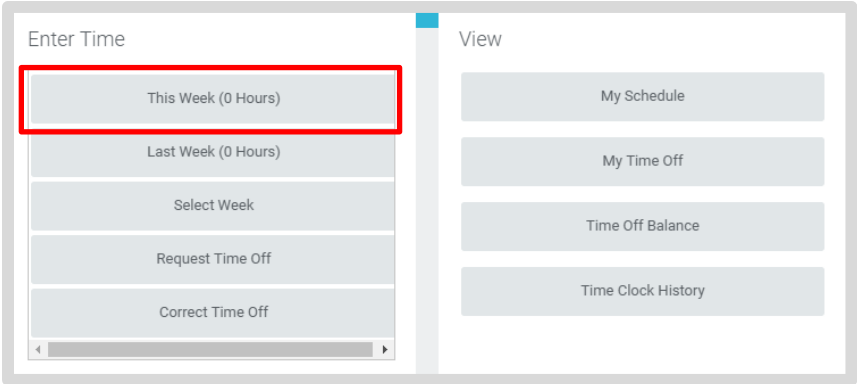 Enter Time
This Week (0 Hours)
Last Week (0 Hours)
Select Week
Request Time Off
Correct Time Off
View
My Schedule
My Time Off
Time Off Balance
Time Clock History